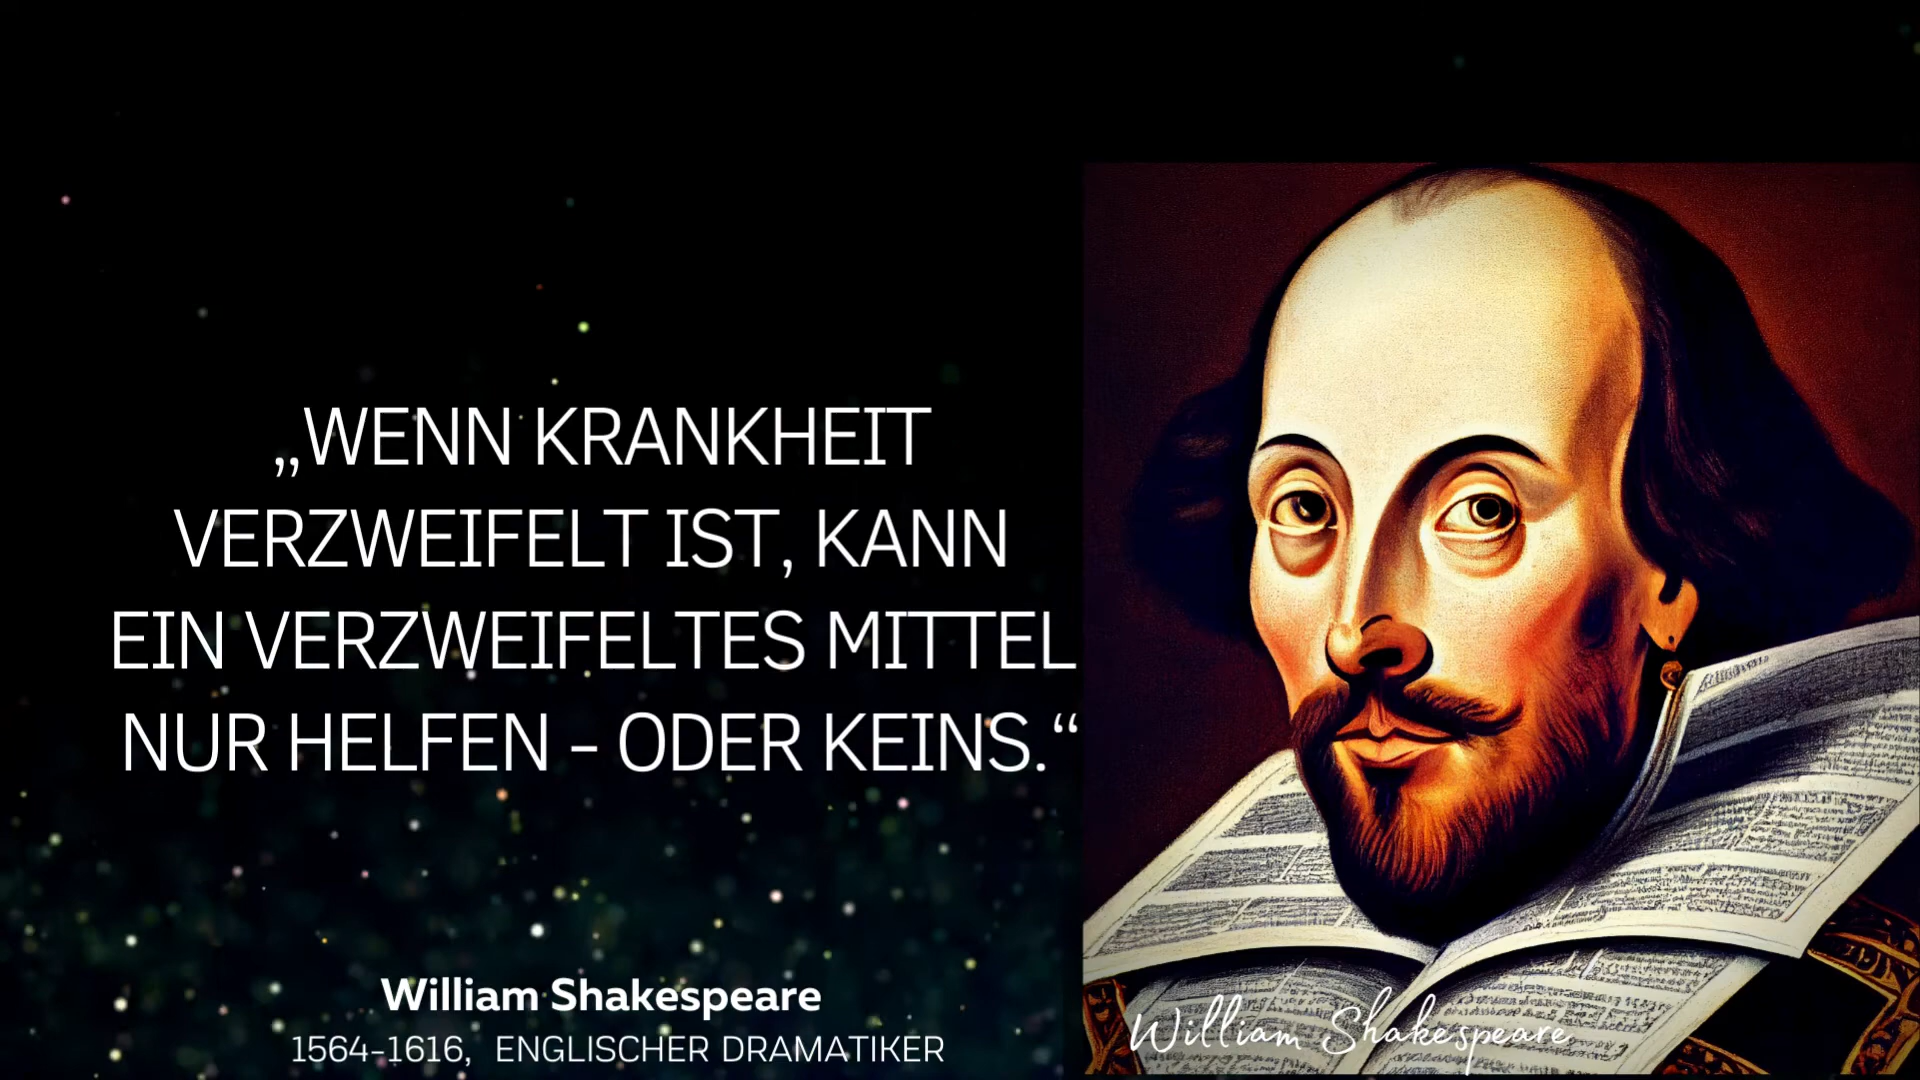 „WENN KRANKHEIT
VERZWEIFELT IST, KANN
EIN VERZWEIFELTES MITTEL
NUR HELFEN – ODER KEINS.“
William Shakespeare
1564-1616, ENGLISCHER DRAMATIKER
William Shakespeare